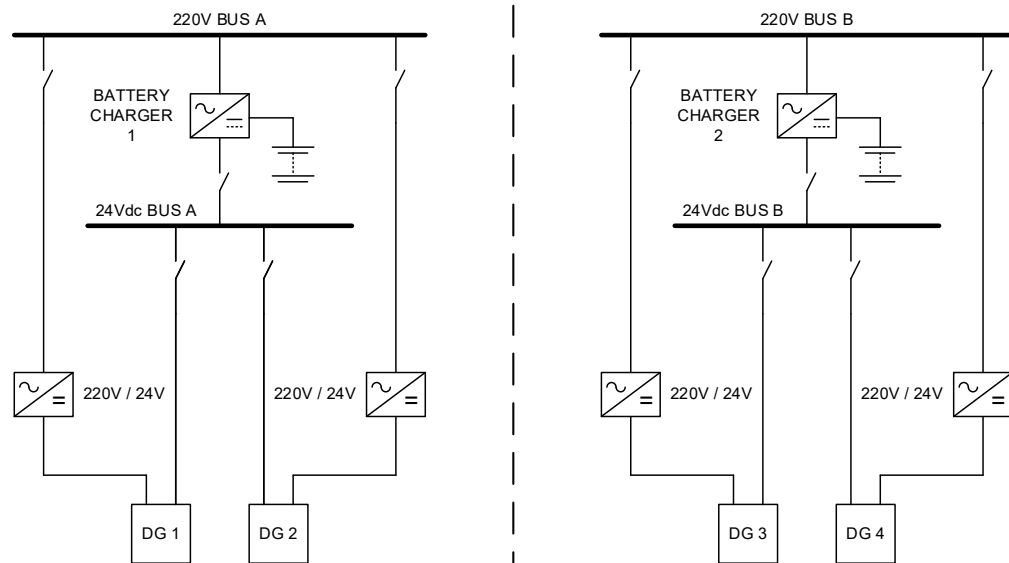 220V BUS A
BATTERY
CHARGER
1
24Vdc BUS A
220V / 24V
220V / 24V
DG 1
DG 2
220V BUS B
BATTERY
CHARGER
2
24Vdc BUS B
220V / 24V
220V / 24V
DG 3
DG 4